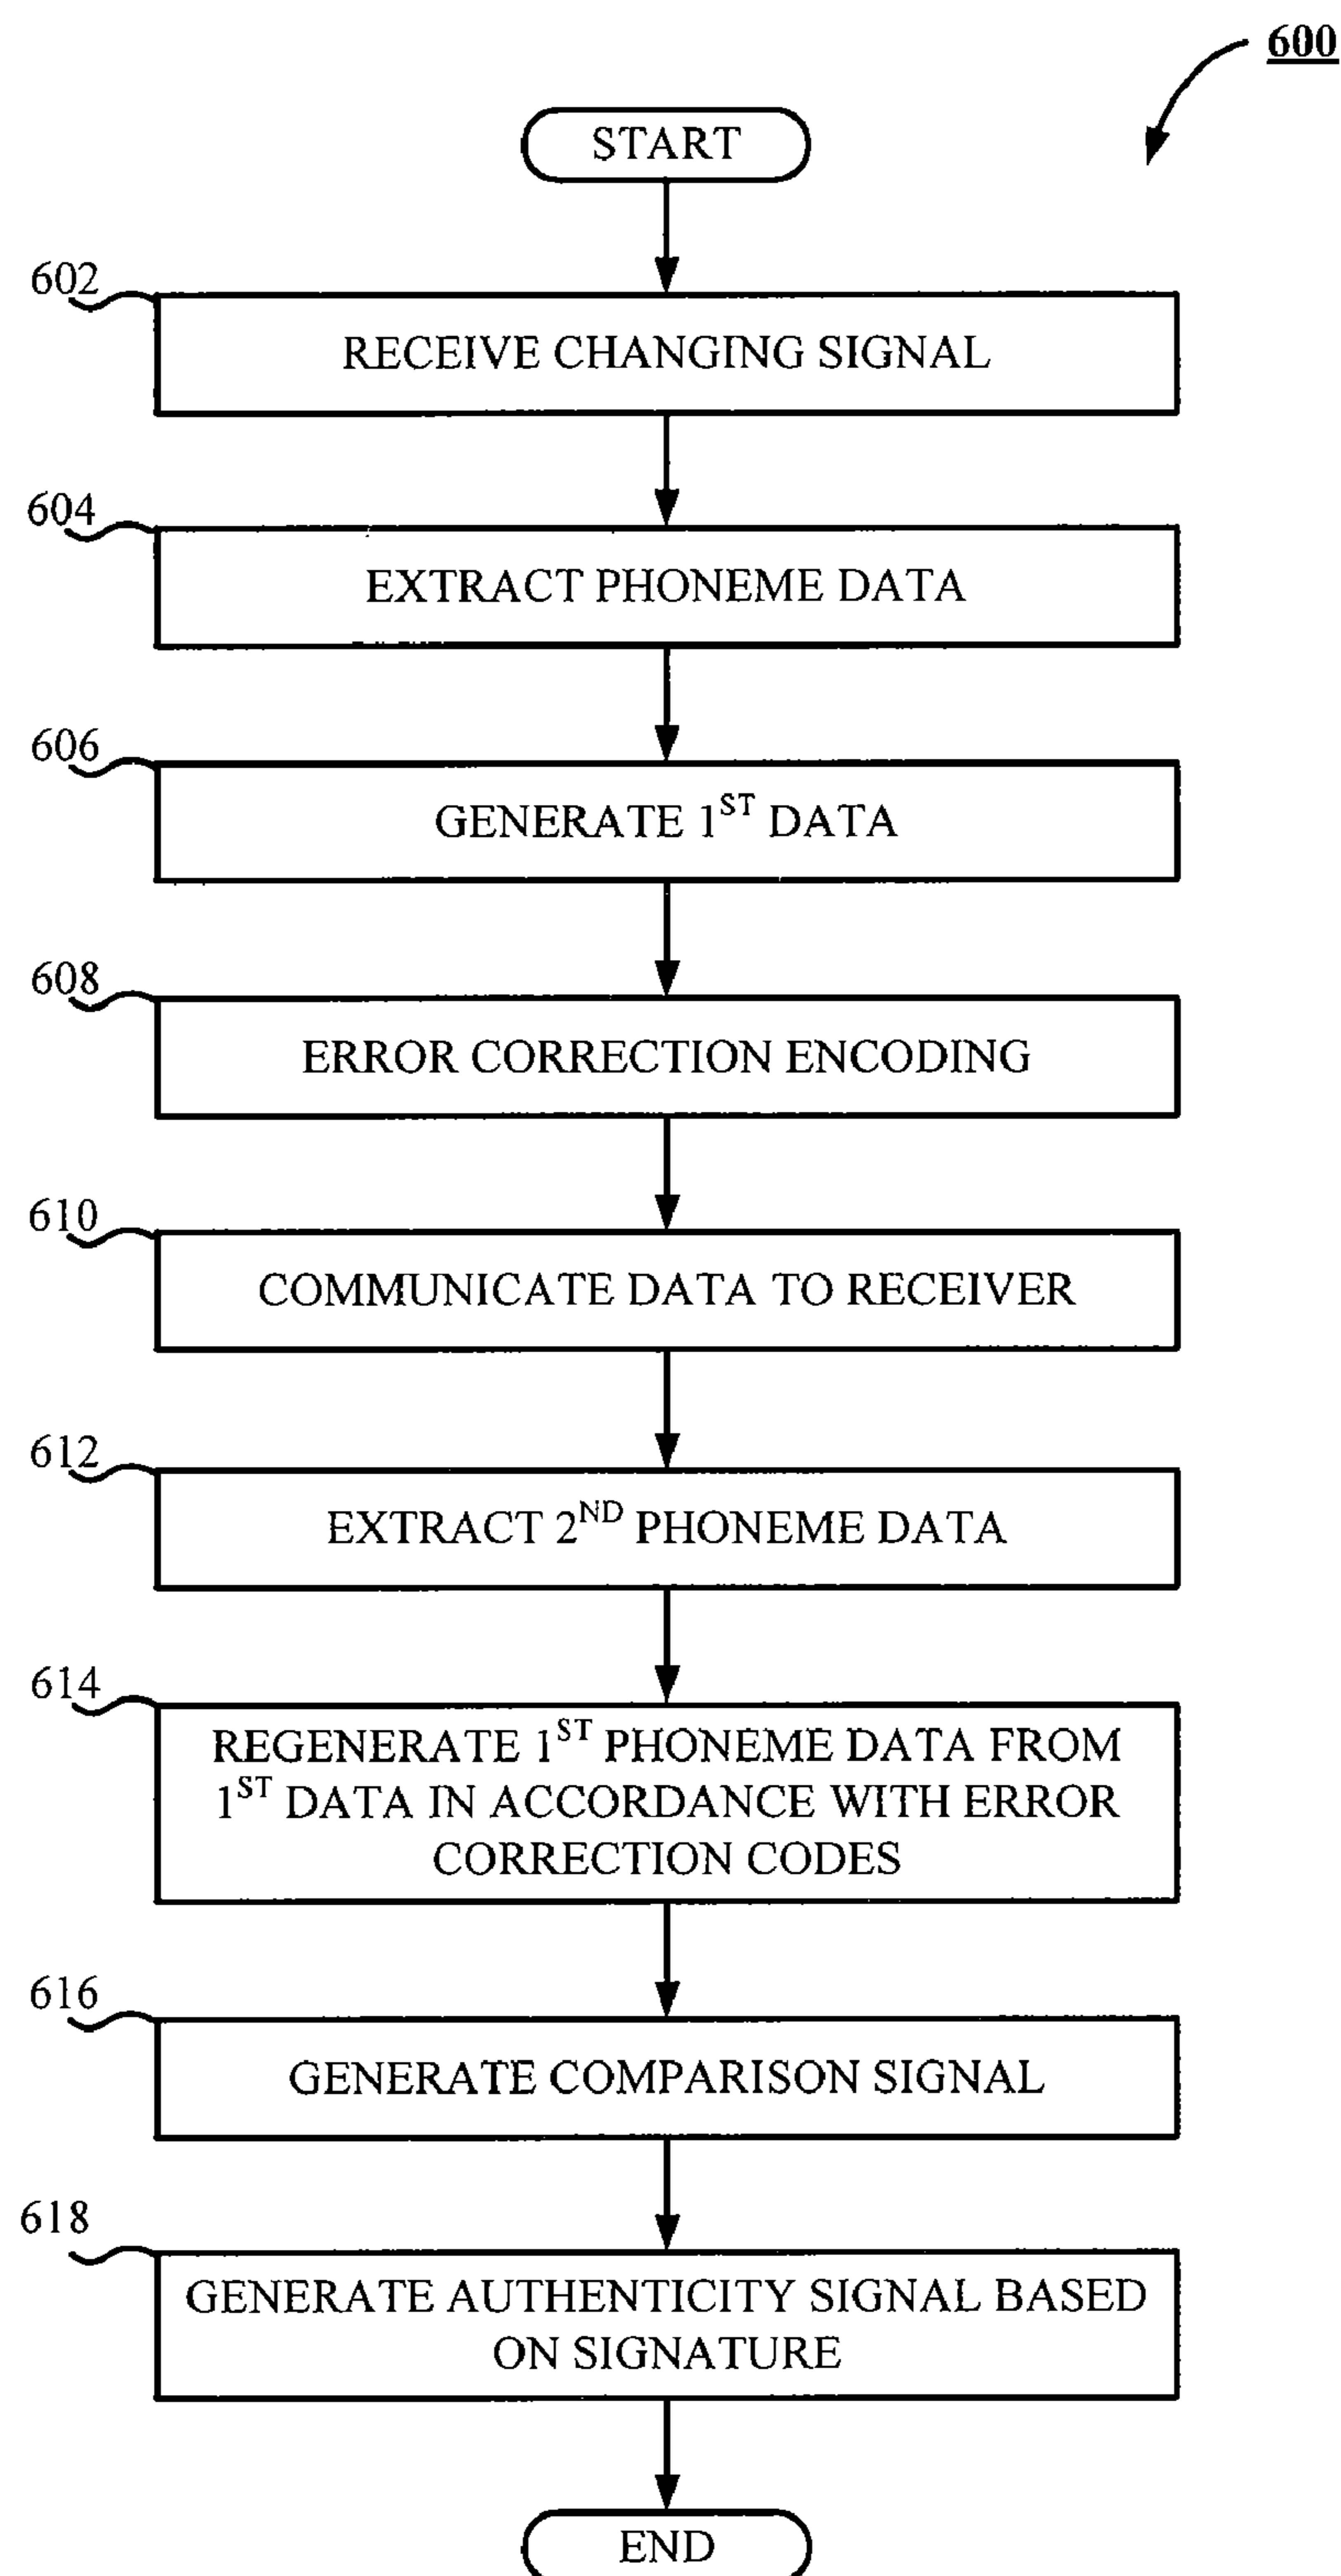 600
START
602
RECEIVE CHANGING SIGNAL
604
EXTRACT PHONEME DATA
606
GENERATE 1ST DATA
608
ERROR CORRECTION ENCODING
610
COMMUNICATE DATA TO RECEIVER
612
EXTRACT 2ND PHONEME DATA
614
REGENERATE 1ST PHONEME DATA FROM
1ST DATA IN ACCORDANCE WITH ERROR
CORRECTION CODES
616
GENERATE COMPARISON SIGNAL
618
GENERATE AUTHENTICITY SIGNAL BASED
ON SIGNATURE
END